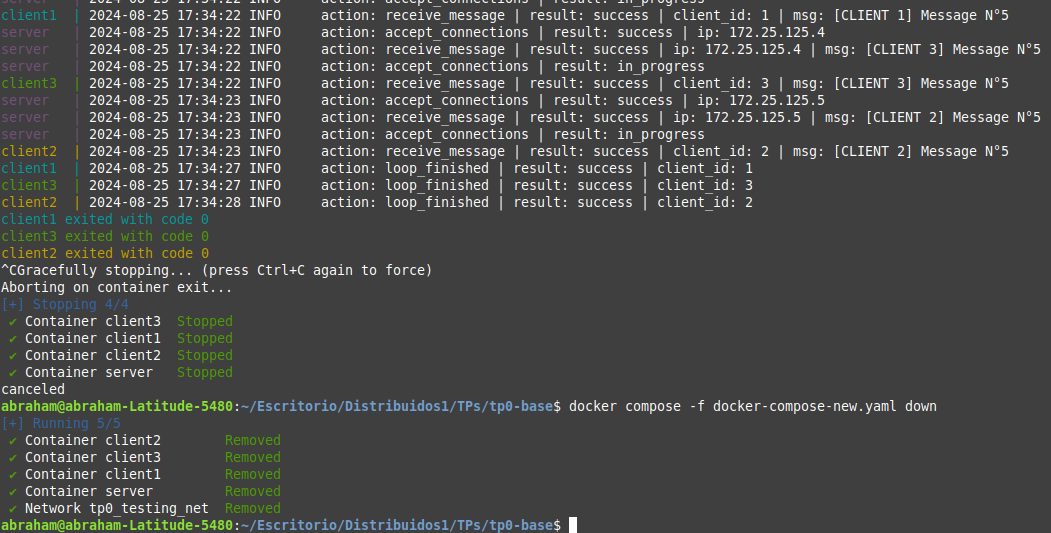 server   | 2024-08-25 17:34:22 INFO     action: accept_connections | result: in_progress
client1  | 2024-08-25 17:34:22 INFO     action: receive_message | result: success | client_id: 1 | msg: [CLIENT 1] Message N°5
server   | 2024-08-25 17:34:22 INFO     action: accept_connections | result: success | ip: 172.25.125.4
server   | 2024-08-25 17:34:22 INFO     action: receive_message | result: success | ip: 172.25.125.4 | msg: [CLIENT 3] Message N°5
server   | 2024-08-25 17:34:22 INFO     action: accept_connections | result: in_progress
client3  | 2024-08-25 17:34:22 INFO     action: receive_message | result: success | client_id: 3 | msg: [CLIENT 3] Message N°5
server   | 2024-08-25 17:34:23 INFO     action: accept_connections | result: success | ip: 172.25.125.5
server   | 2024-08-25 17:34:23 INFO     action: receive_message | result: success | ip: 172.25.125.5 | msg: [CLIENT 2] Message N°5
server   | 2024-08-25 17:34:23 INFO     action: accept_connections | result: in_progress
client2  | 2024-08-25 17:34:23 INFO     action: receive_message | result: success | client_id: 2 | msg: [CLIENT 2] Message N°5
client1  | 2024-08-25 17:34:27 INFO     action: loop_finished | result: success | client_id: 1
client3  | 2024-08-25 17:34:27 INFO     action: loop_finished | result: success | client_id: 3
client2  | 2024-08-25 17:34:28 INFO     action: loop_finished | result: success | client_id: 2
client1 exited with code 0
client3 exited with code 0
client2 exited with code 0
^CGracefully stopping... (press Ctrl+C again to force)
Aborting on container exit...
[+] Stopping 4/4
 ✔ Container client3  Stopped
 ✔ Container client1  Stopped
 ✔ Container client2  Stopped
 ✔ Container server   Stopped
canceled
abraham@abraham-Latitude-5480:~/Escritorio/Distribuidos1/TPs/tp0-base$ docker compose -f docker-compose-new.yaml down
[+] Running 5/5
 ✔ Container client2        Removed
 ✔ Container client3        Removed
 ✔ Container client1        Removed
 ✔ Container server         Removed
 ✔ Network tp0_testing_net  Removed
abraham@abraham-Latitude-5480:~/Escritorio/Distribuidos1/TPs/tp0-base$